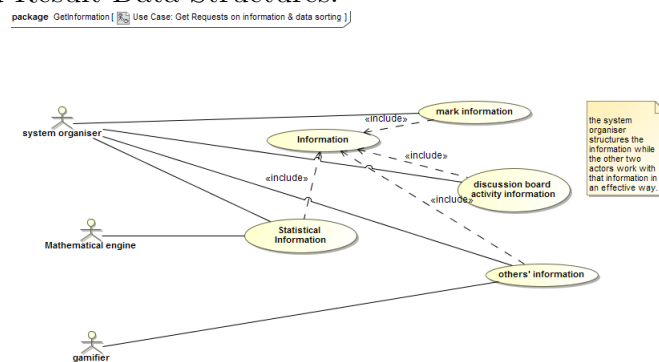 Result Data Structures.
package GetInformation [ Use Case: Get Requests on information & data sorting ]
mark information
«include»
system organiser
Information
«include»
discussion board
activity information
«include»
«include»
Statistical
Information
Mathematical engine
others' information
gamifier
the system
organiser
structures the
information while
the other two
actors work with
that information in
an effective way.